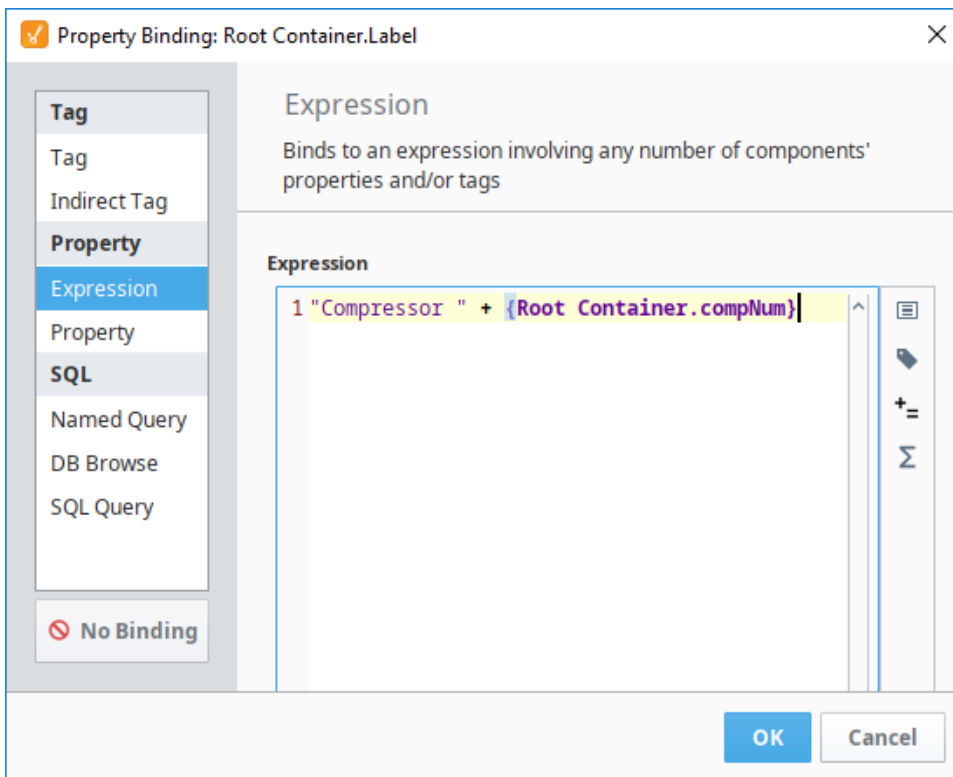 Property Binding: Root Container.Label
Tag
Tag
Indirect Tag
Property
Expression
Property
SQL
Named Query
DB Browse
SQL Query
No Binding
Expression
Binds to an expression involving any number of components'
properties and/or tags
Expression
1 "Compressor " + {Root Container.compNum}
OK
Cancel